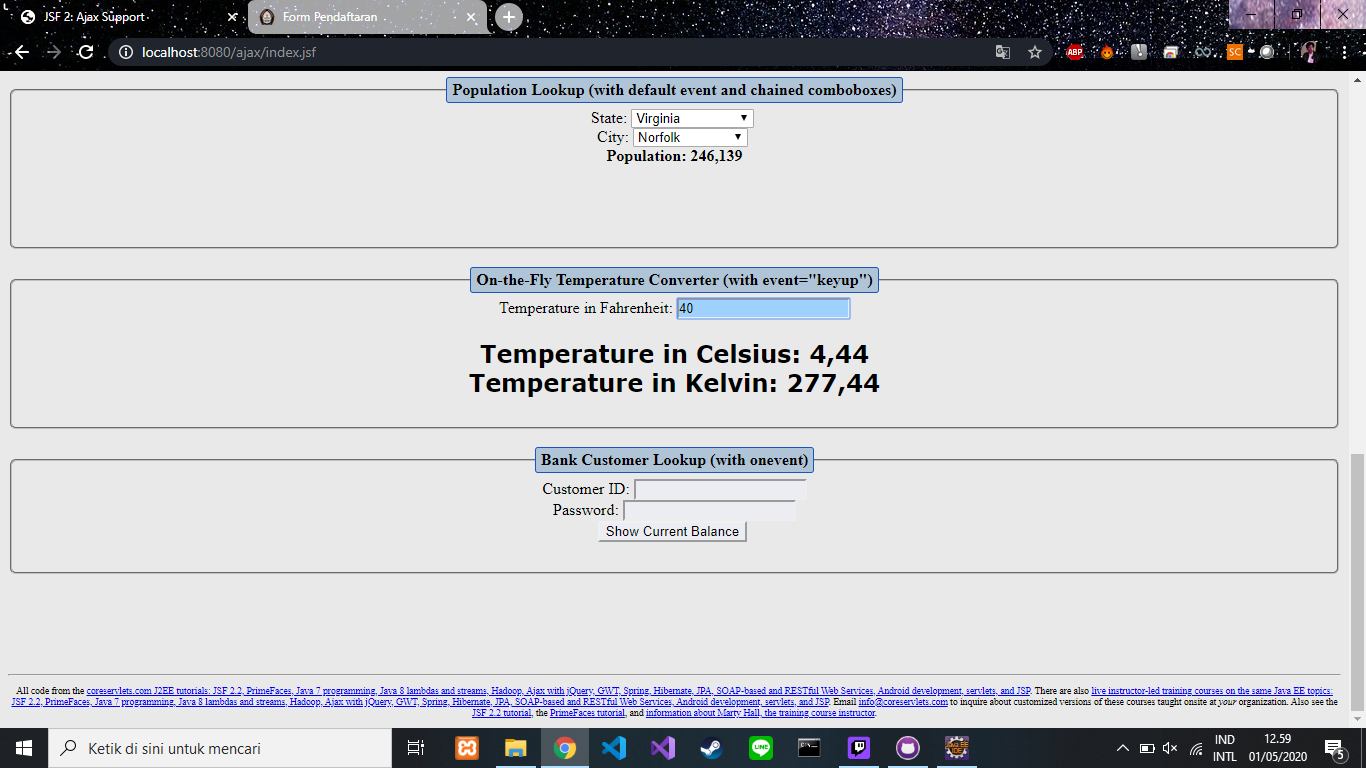 JSF 2: Ajax Support
Form Pendaftaran
localhost:8080/ajax/index.jsf
ABP
SC
Population Lookup (with default event and chained comboboxes)
State: Virginia
City: Norfolk
Population: 246,139
On-the-Fly Temperature Converter (with event="keyup")
Temperature in Fahrenheit: 40
Temperature in Celsius: 4,44
Temperature in Kelvin: 277,44
Bank Customer Lookup (with onevent)
Customer ID:
Password:
Show Current Balance
All code from the coreservlets.com J2EE tutorials: JSF 2.2, PrimeFaces, Java 7 programming, Java 8 lambdas and streams, Hadoop, Ajax with jQuery, GWT, Spring, Hibernate, JPA, SOAP-based and RESTful Web Services, Android development, servlets, and JSP. There are also live instructor-led training courses on the same Java EE topics:
JSF 2.2, PrimeFaces, Java 7 programming, Java 8 lambdas and streams, Hadoop, Ajax with jQuery, GWT, Spring, Hibernate, JPA, SOAP-based and RESTful Web Services, Android development, servlets, and JSP. Email info@coreservlets.com to inquire about customized versions of these courses taught onsite at your organization. Also see the
JSF 2.2 tutorial, the PrimeFaces tutorial, and information about Marty Hall, the training course instructor.
Ketik di sini untuk mencari
IND
INTL
12.59
01/05/2020
5